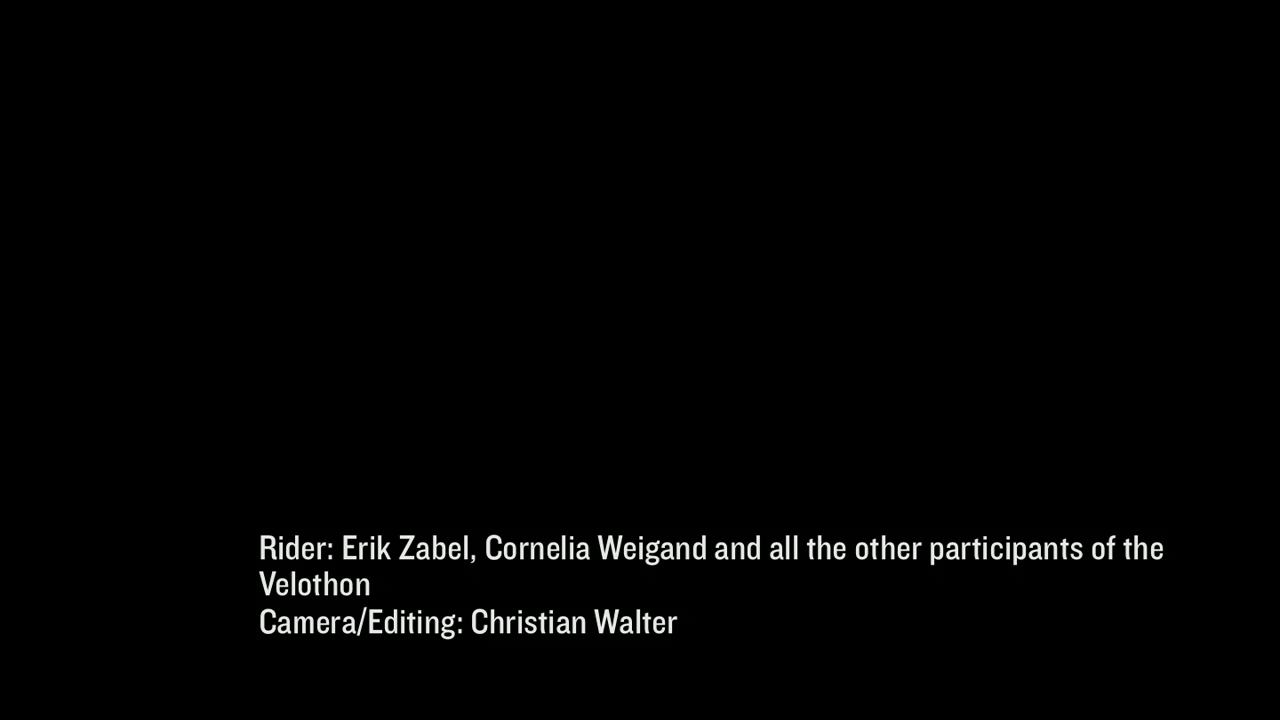 Rider: Erik Zabel, Cornelia Weigand and all the other participants of the
Velothon
Camera/Editing: Christian Walter